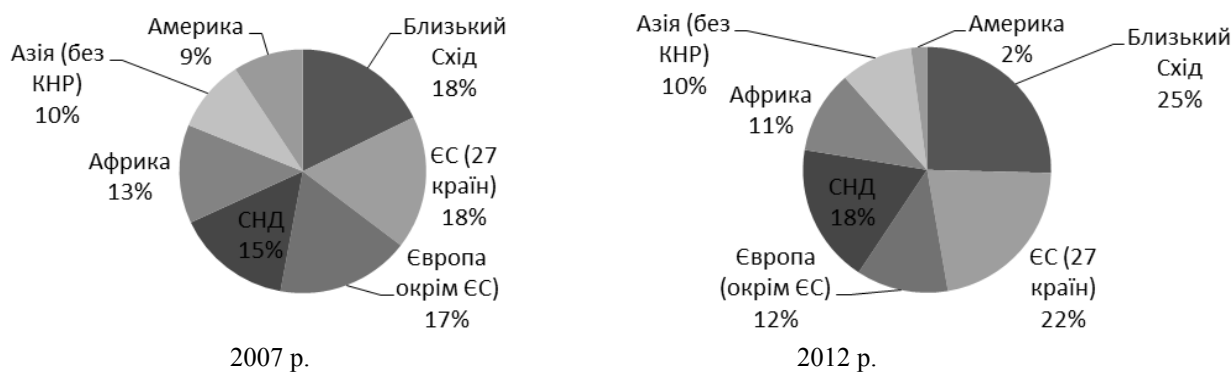 Америка
9%
Близький
Схід
18%
Азія (без
КНР)
10%
Африка
13%
СНД
15%
ЄС (27
країн)
18%
Європа
окрім ЄС)
17%
2007 р.
Америка
2%
Близький
Схід
25%
Азія (без
КНР)
10%
Африка
11%
СНД
18%
Європа
(окрім ЄС)
12%
ЄС (27
країн)
22%
2012 р.